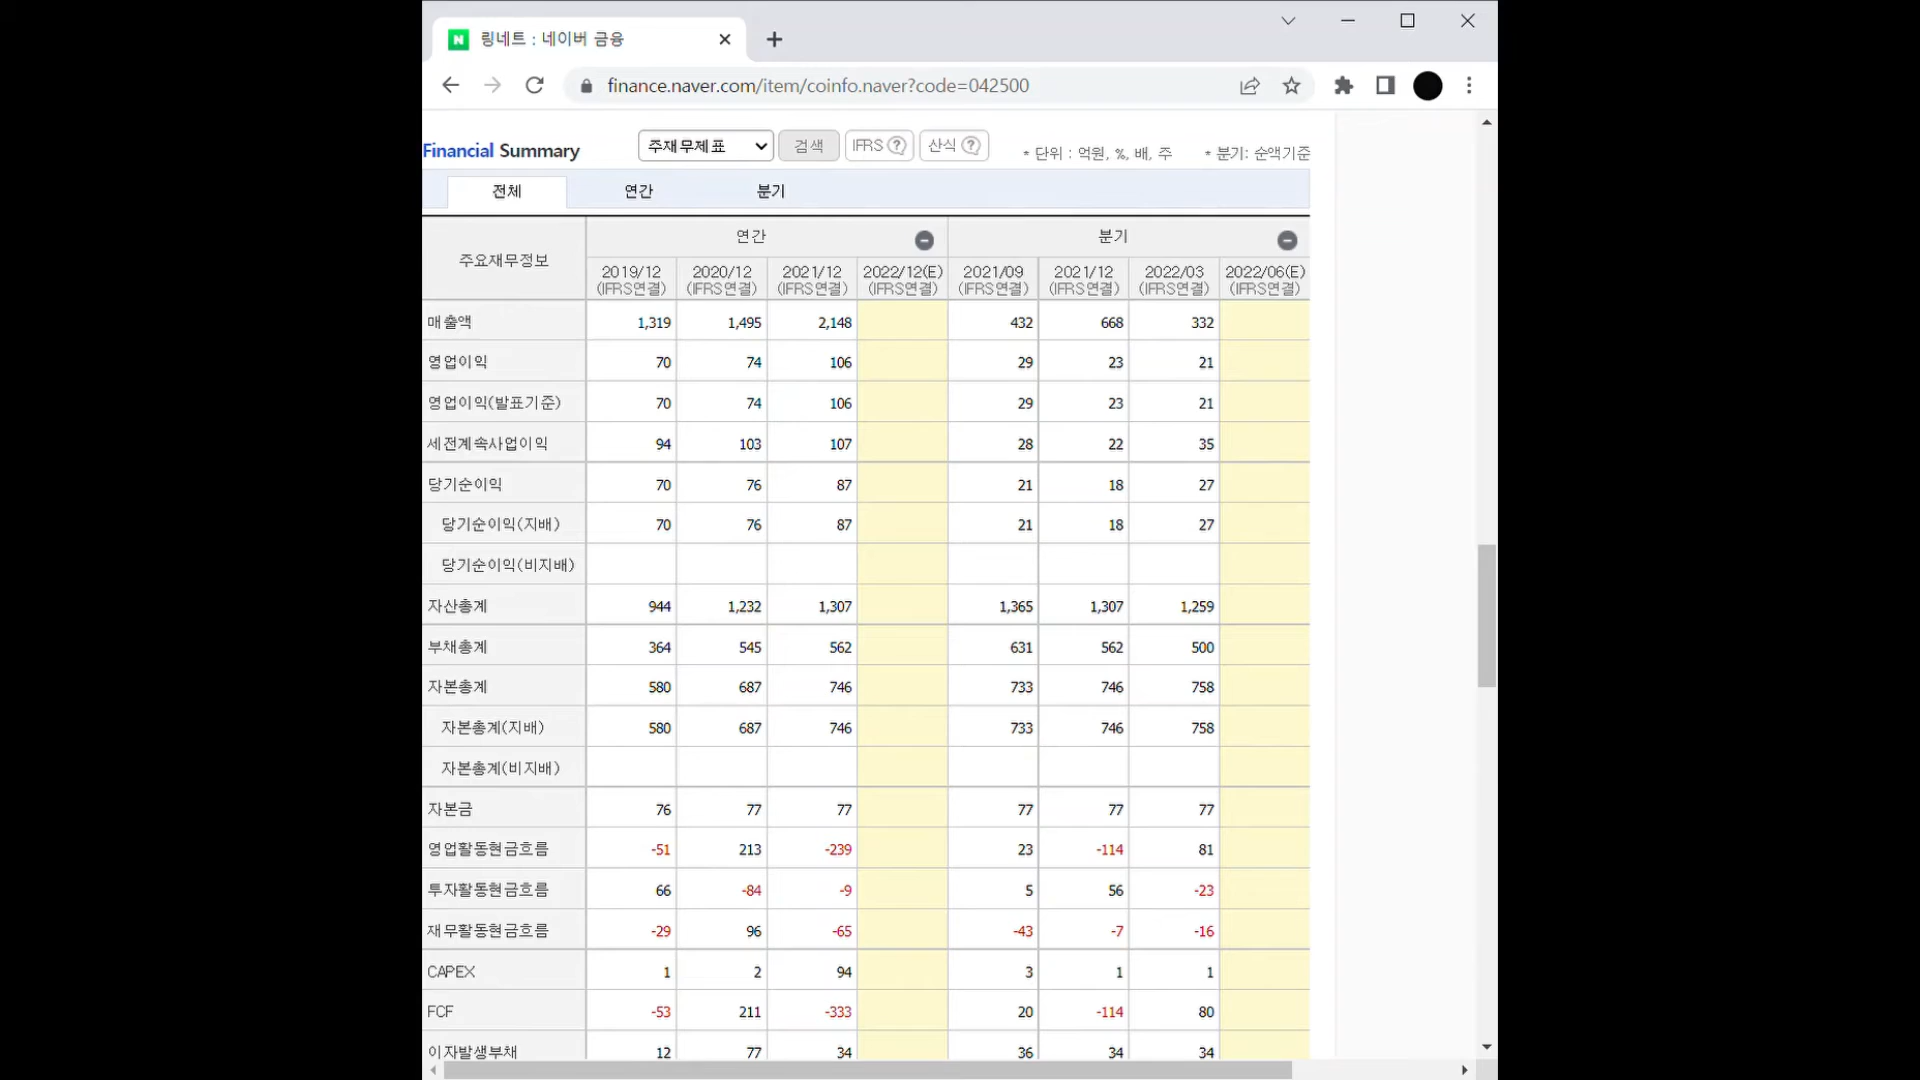 링네트 : 네이버 금융
finance.naver.com/item/coinfo.naver?code=042500
Financial Summary 주재무제표 검색 IFRS ? 산식 ? * 단위 : 억원, %, 배, 주 * 분기: 순액기준
전체 연간 분기
주요재무정보 연간 분기
2019/12 2020/12 2021/12 2022/12(E) 2021/09 2021/12 2022/03 2022/06(E)
(IFRS연결) (IFRS연결) (IFRS연결) (IFRS연결) (IFRS연결) (IFRS연결) (IFRS연결) (IFRS연결)
매출액 1,319 1,495 2,148 432 668 332
영업이익 70 74 106 29 23 21
영업이익(발표기준) 70 74 106 29 23 21
세전계속사업이익 94 103 107 28 22 35
당기순이익 70 76 87 21 18 27
당기순이익(지배) 70 76 87 21 18 27
당기순이익(비지배)
자산총계 944 1,232 1,307 1,365 1,307 1,259
부채총계 364 545 562 631 562 500
자본총계 580 687 746 733 746 758
자본총계(지배) 580 687 746 733 746 758
자본총계(비지배)
자본금 76 77 77 77 77 77
영업활동현금흐름 -51 213 -239 23 -114 81
투자활동현금흐름 66 -84 -9 5 56 -23
재무활동현금흐름 -29 96 -65 -43 -7 -16
CAPEX 1 2 94 3 1 1
FCF -53 211 -333 20 -114 80
이자발생부채 12 77 34 36 34 34